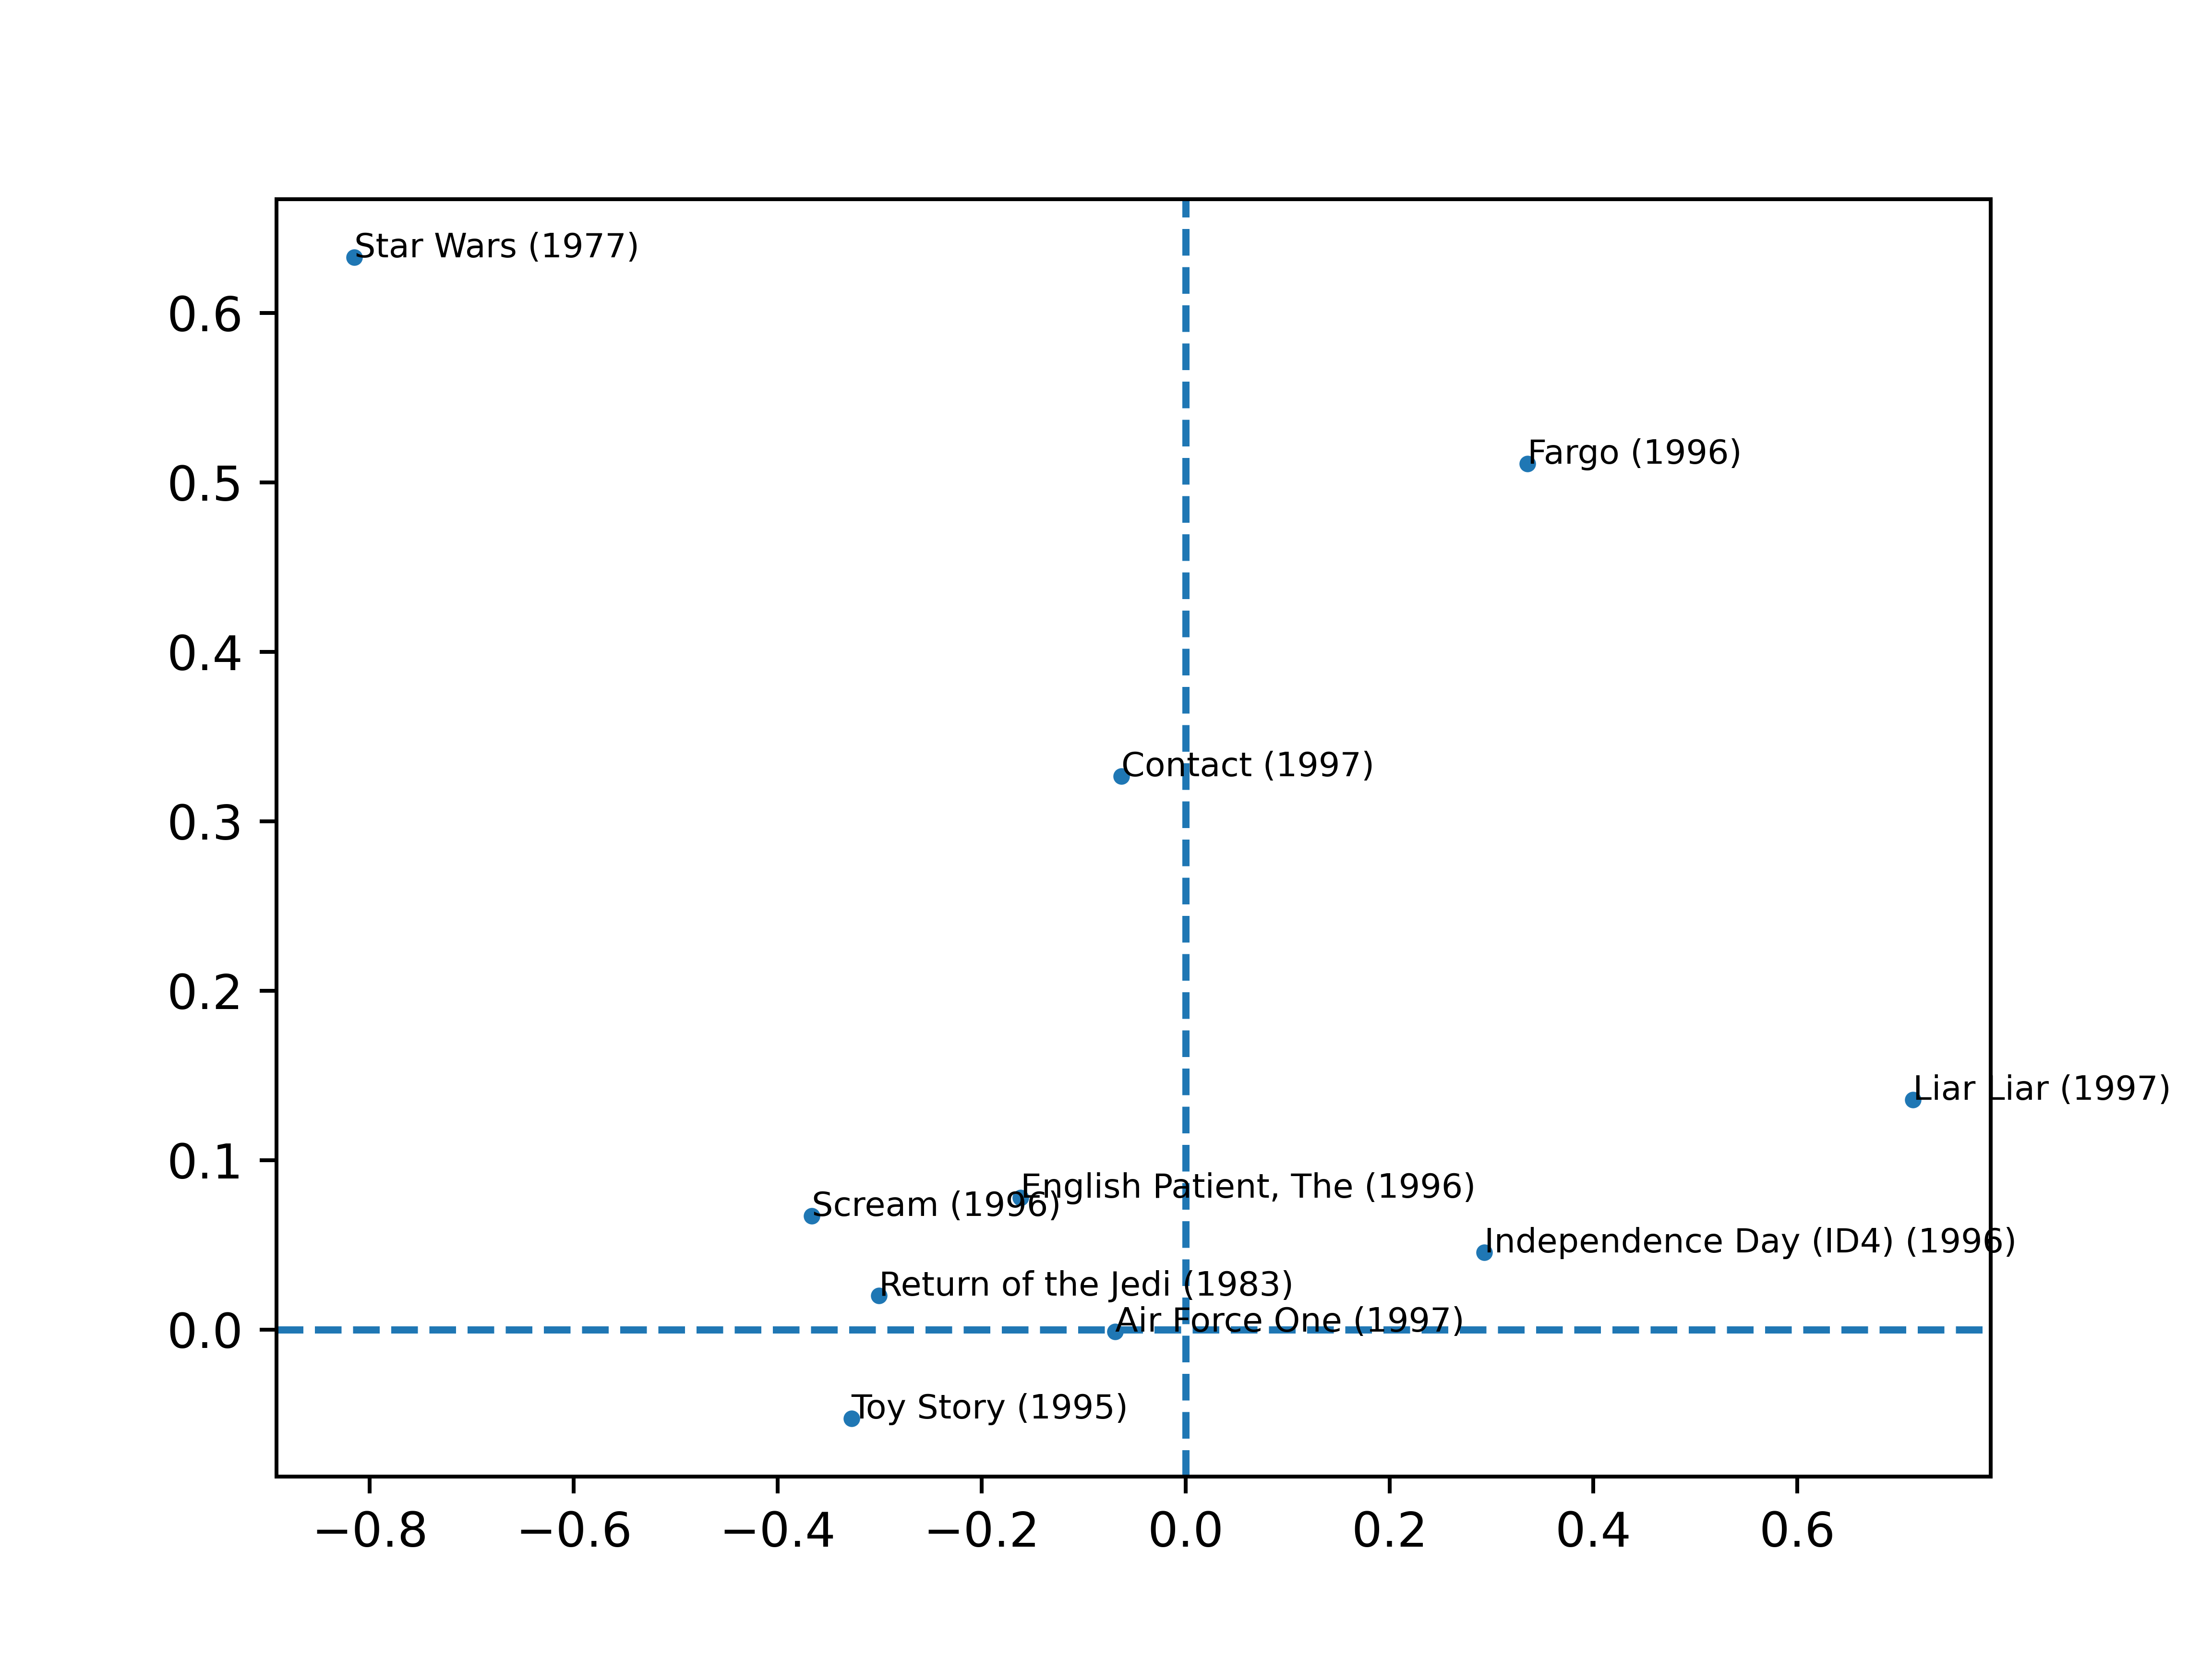 Star Wars (1977)
0.6
Fargo (1996)
0.5
0.4
Contact (1997)
0.3
0.2
Liar Liar (1997)
0.1
English Patient, The (1996)
Scream (1996)
Independence Day (ID4) (1996)
Return of the Jedi (1983)
Air Force One (1997)
0.0
Toy Story (1995)
−0.8 −0.6 −0.4 −0.2 0.0 0.2 0.4 0.6